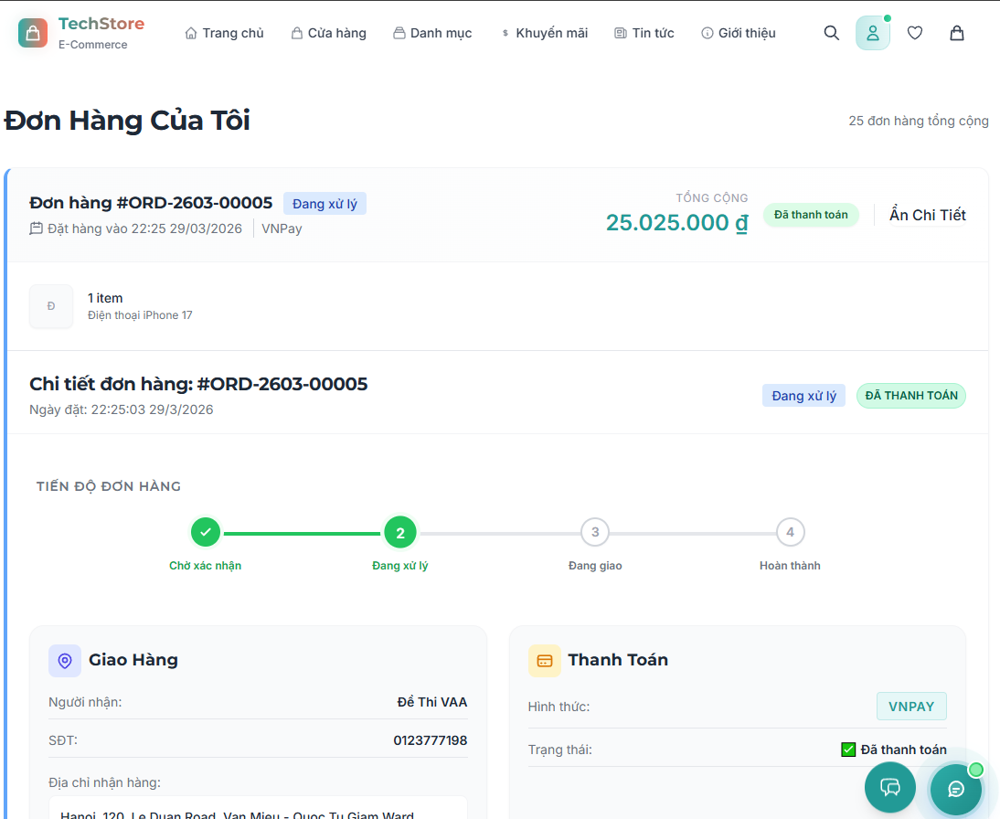 TechStore
E-Commerce
Trang chủ
Cửa hàng
Danh mục
$ Khuyến mãi
Tin tức
Giới thiệu
Đơn Hàng Của Tôi
25 đơn hàng tổng cộng
Đơn hàng #ORD-2603-00005 Đang xử lý
Đặt hàng vào 22:25 29/03/2026 VNPay
TỔNG CỘNG
25.025.000 ₫
Đã thanh toán
Ẩn Chi Tiết
Đ
1 item
Điện thoại iPhone 17
Chi tiết đơn hàng: #ORD-2603-00005
Ngày đặt: 22:25:03 29/3/2026
Đang xử lý
ĐÃ THANH TOÁN
TIẾN ĐỘ ĐƠN HÀNG
2
3
4
Chờ xác nhận
Đang xử lý
Đang giao
Hoàn thành
Giao Hàng
Người nhận: Đề Thi VAA
SĐT: 0123777198
Địa chỉ nhận hàng:
Hanoi, 120, Le Duan Road, Van Mieu - Quoc Tu Giam Ward,
Thanh Toán
Hình thức: VNPAY
Trạng thái: ✅ Đã thanh toán